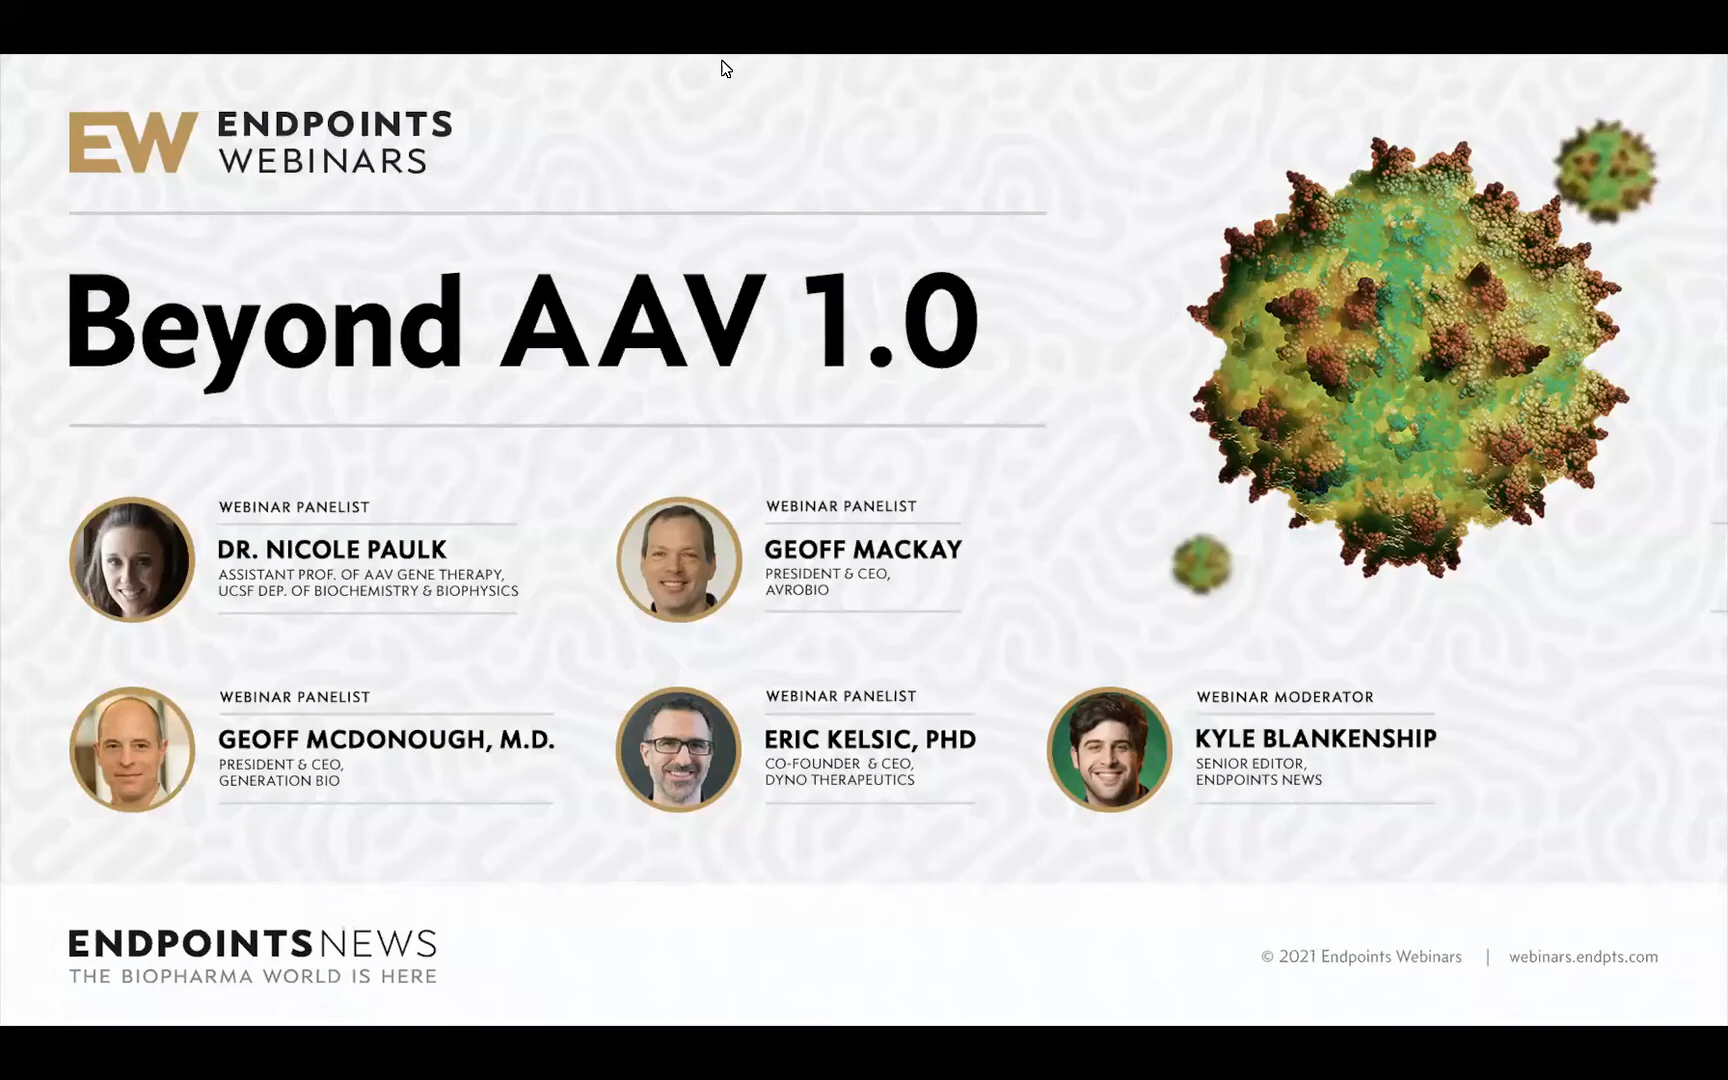 EW ENDPOINTS
WEBINARS
Beyond AAV 1.0
WEBINAR PANELIST
DR. NICOLE PAULK
ASSISTANT PROF. OF AAV GENE THERAPY,
UCSF DEP. OF BIOCHEMISTRY & BIOPHYSICS
WEBINAR PANELIST
GEOFF MACKAY
PRESIDENT & CEO,
AVROBIO
WEBINAR PANELIST
GEOFF MCDONOUGH, M.D.
PRESIDENT & CEO,
GENERATION BIO
WEBINAR PANELIST
ERIC KELSIC, PHD
CO-FOUNDER & CEO,
DYNO THERAPEUTICS
WEBINAR MODERATOR
KYLE BLANKENSHIP
SENIOR EDITOR,
ENDPOINTS NEWS
ENDPOINTSNEWS
THE BIOPHARMA WORLD IS HERE
© 2021 Endpoints Webinars | webinars.endpts.com